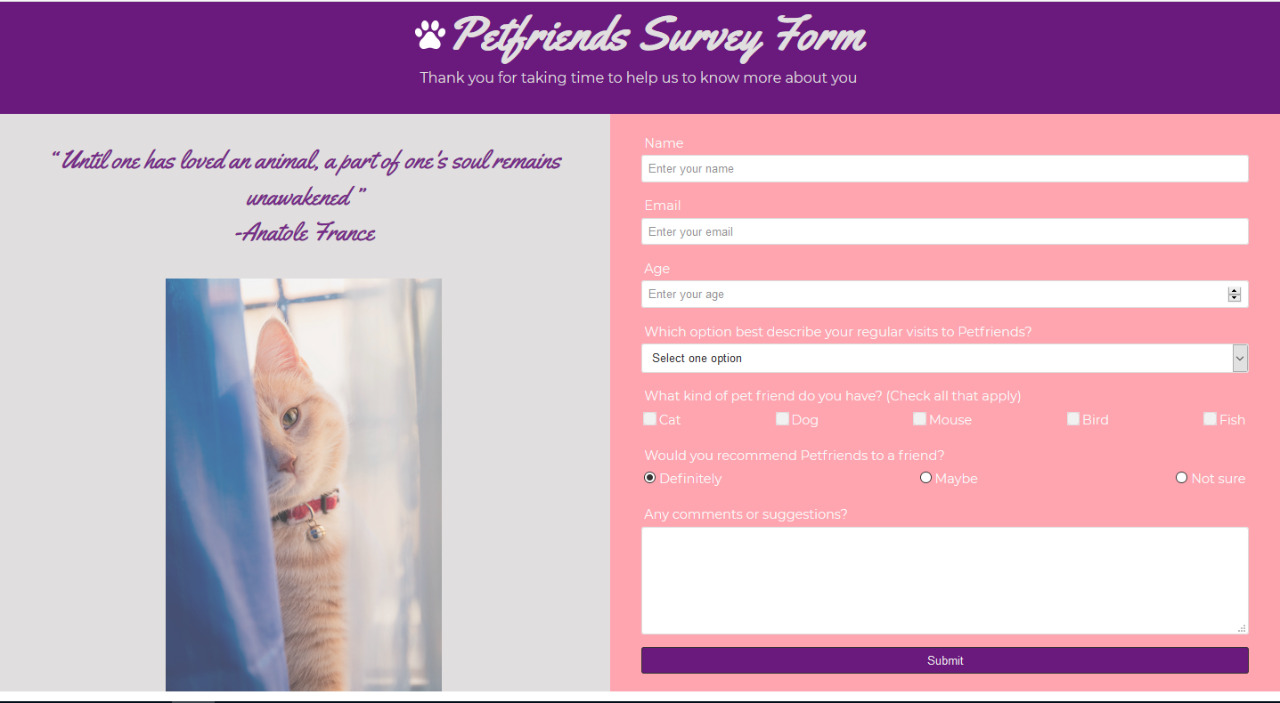 Petfriends Survey Form
Thank you for taking time to help us to know more about you
“Until one has loved an animal, a part of one's soul remains
unawakened ”
-Anatole France
Name
Enter your name
Email
Enter your email
Age
Enter your age
Which option best describe your regular visits to Petfriends?
Select one option
What kind of pet friend do you have? (Check all that apply)
Cat Dog Mouse Bird Fish
Would you recommend Petfriends to a friend?
Definitely Maybe Not sure
Any comments or suggestions?
Submit